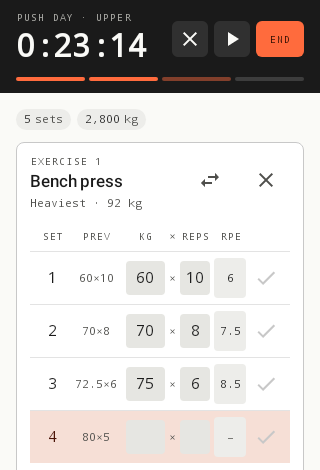 PUSH DAY · UPPER
0:23:14
END
5 sets
2,800 kg
EXERCISE 1
Bench press
Heaviest · 92 kg
SET PREV KG × REPS RPE
1 60×10 60 × 10 6
2 70×8 70 × 8 7.5
3 72.5×6 75 × 6 8.5
4 80×5 × –